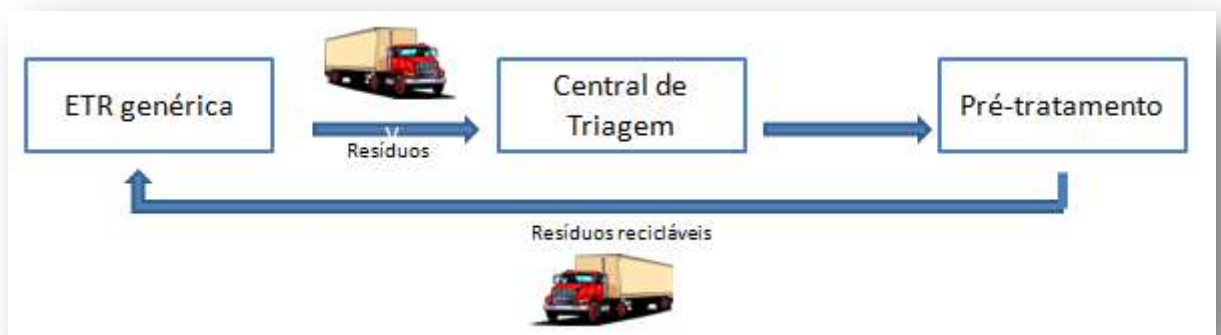 ETR genérica
Central de
Triagem
Pré-tratamento
Resíduos
Resíduos recicláveis